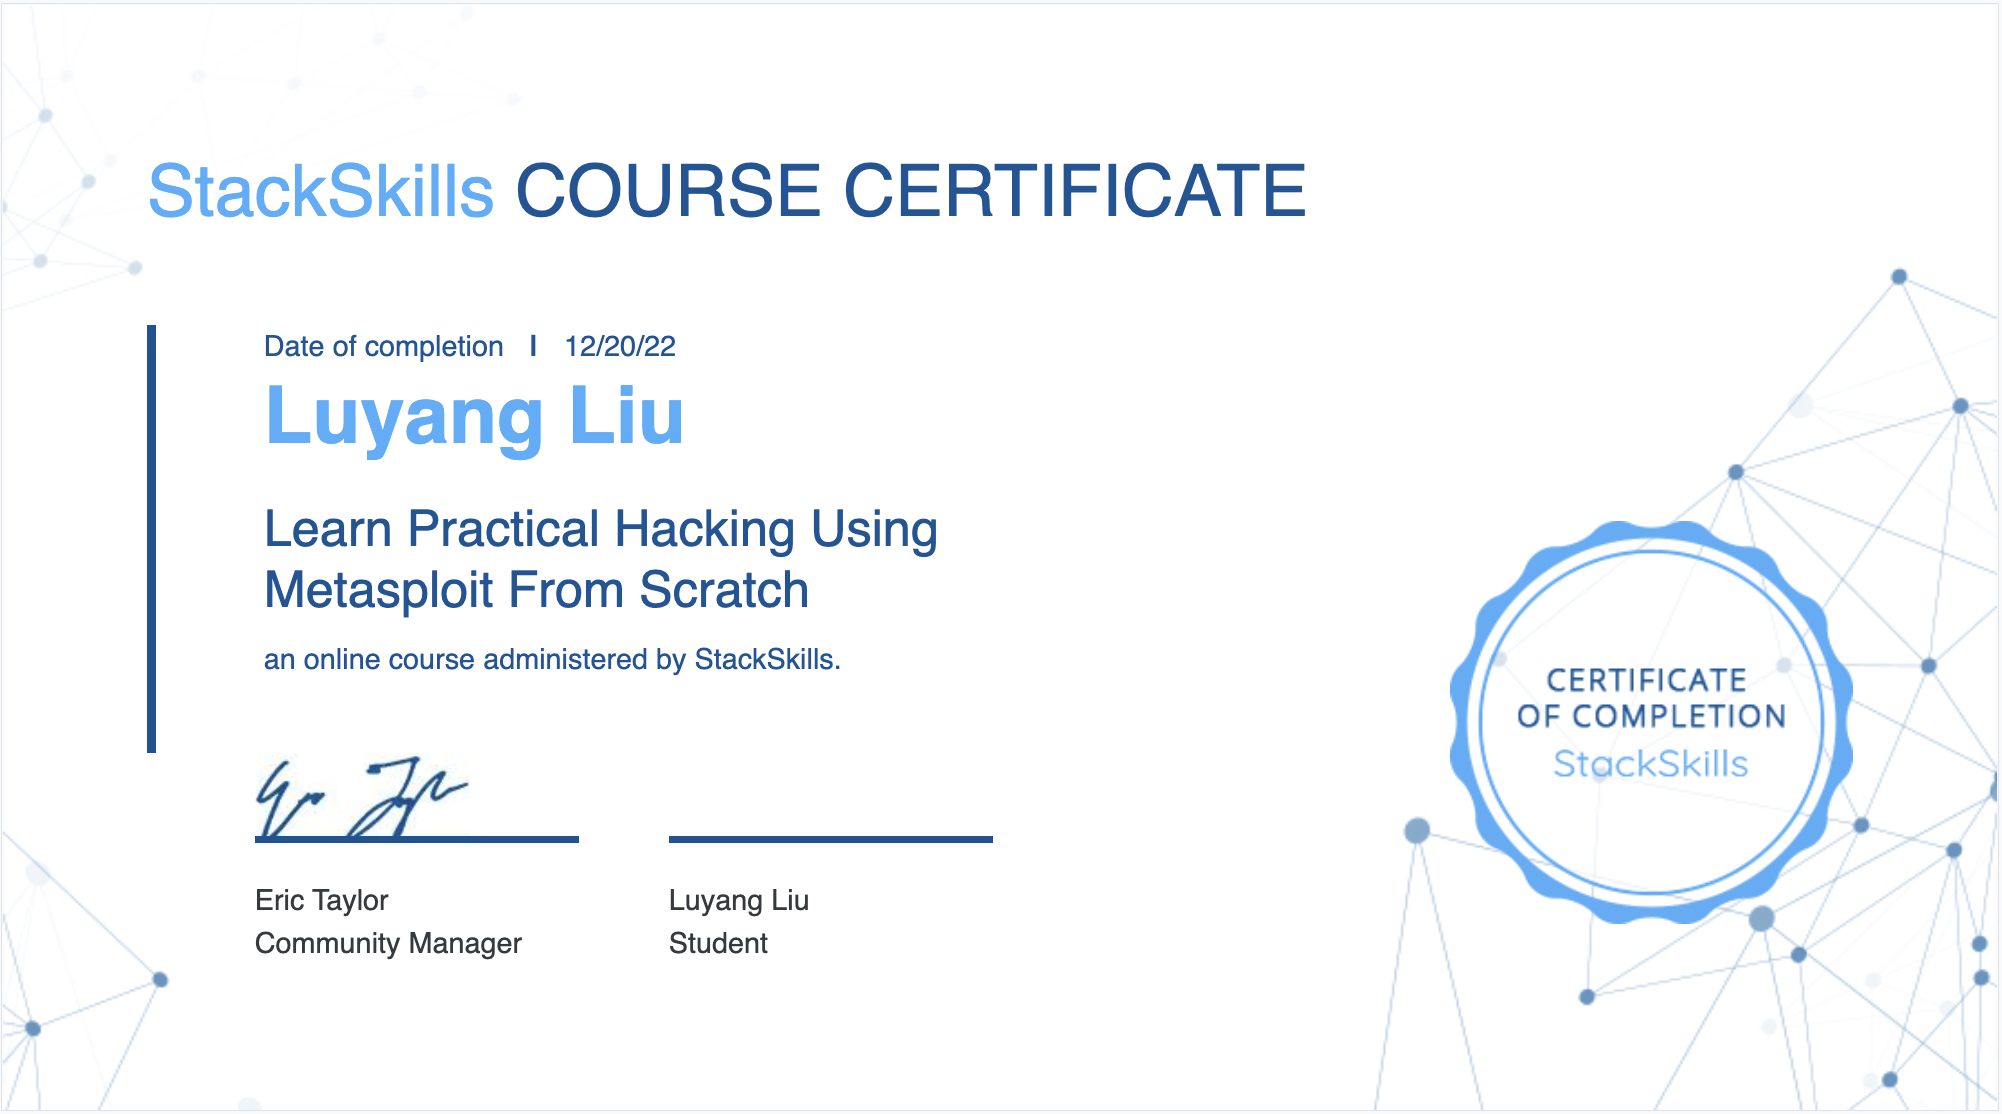 StackSkills COURSE CERTIFICATE
Date of completion | 12/20/22
Luyang Liu
Learn Practical Hacking Using
Metasploit From Scratch
an online course administered by StackSkills.
Eric Taylor
Community Manager
Luyang Liu
Student
CERTIFICATE
OF COMPLETION
StackSkills